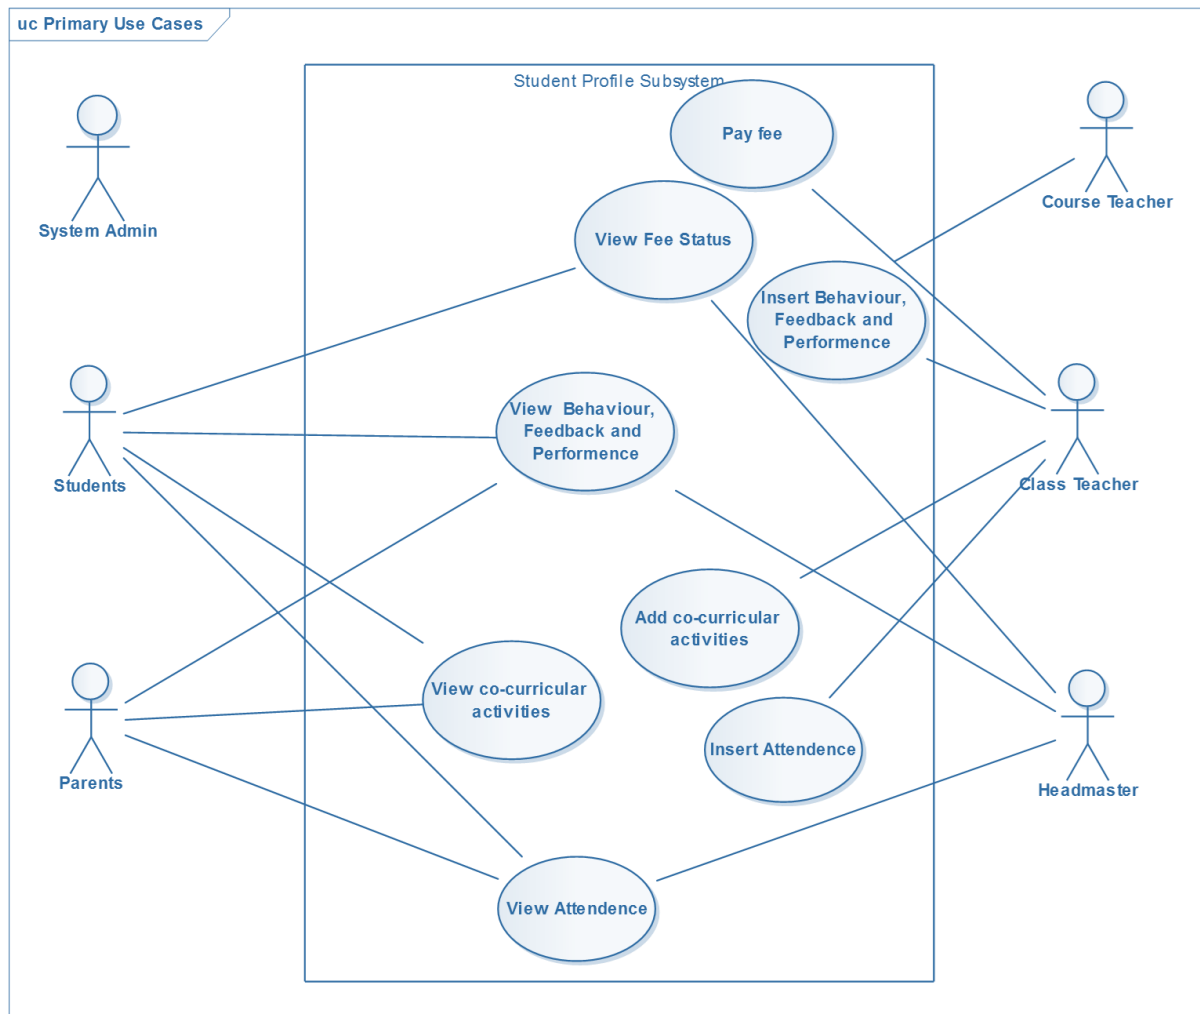 uc Primary Use Cases
Student Profile Subsystem
Pay fee
System Admin
Course Teacher
View Fee Status
Insert Behaviour,
Feedback and
Performence
View Behaviour,
Feedback and
Performence
Students
Class Teacher
Add co-curricular
activities
View co-curricular
activities
Insert Attendence
Parents
Headmaster
View Attendence